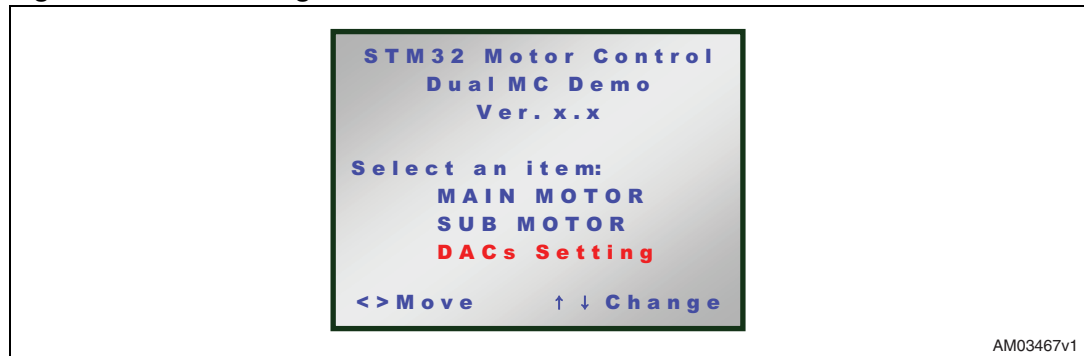 STM32 Motor Control
Dual MC Demo
Ver. x.x
Select an item:
MAIN MOTOR
SUB MOTOR
DACs Setting
<>Move ↑↓Change
AM03467v1